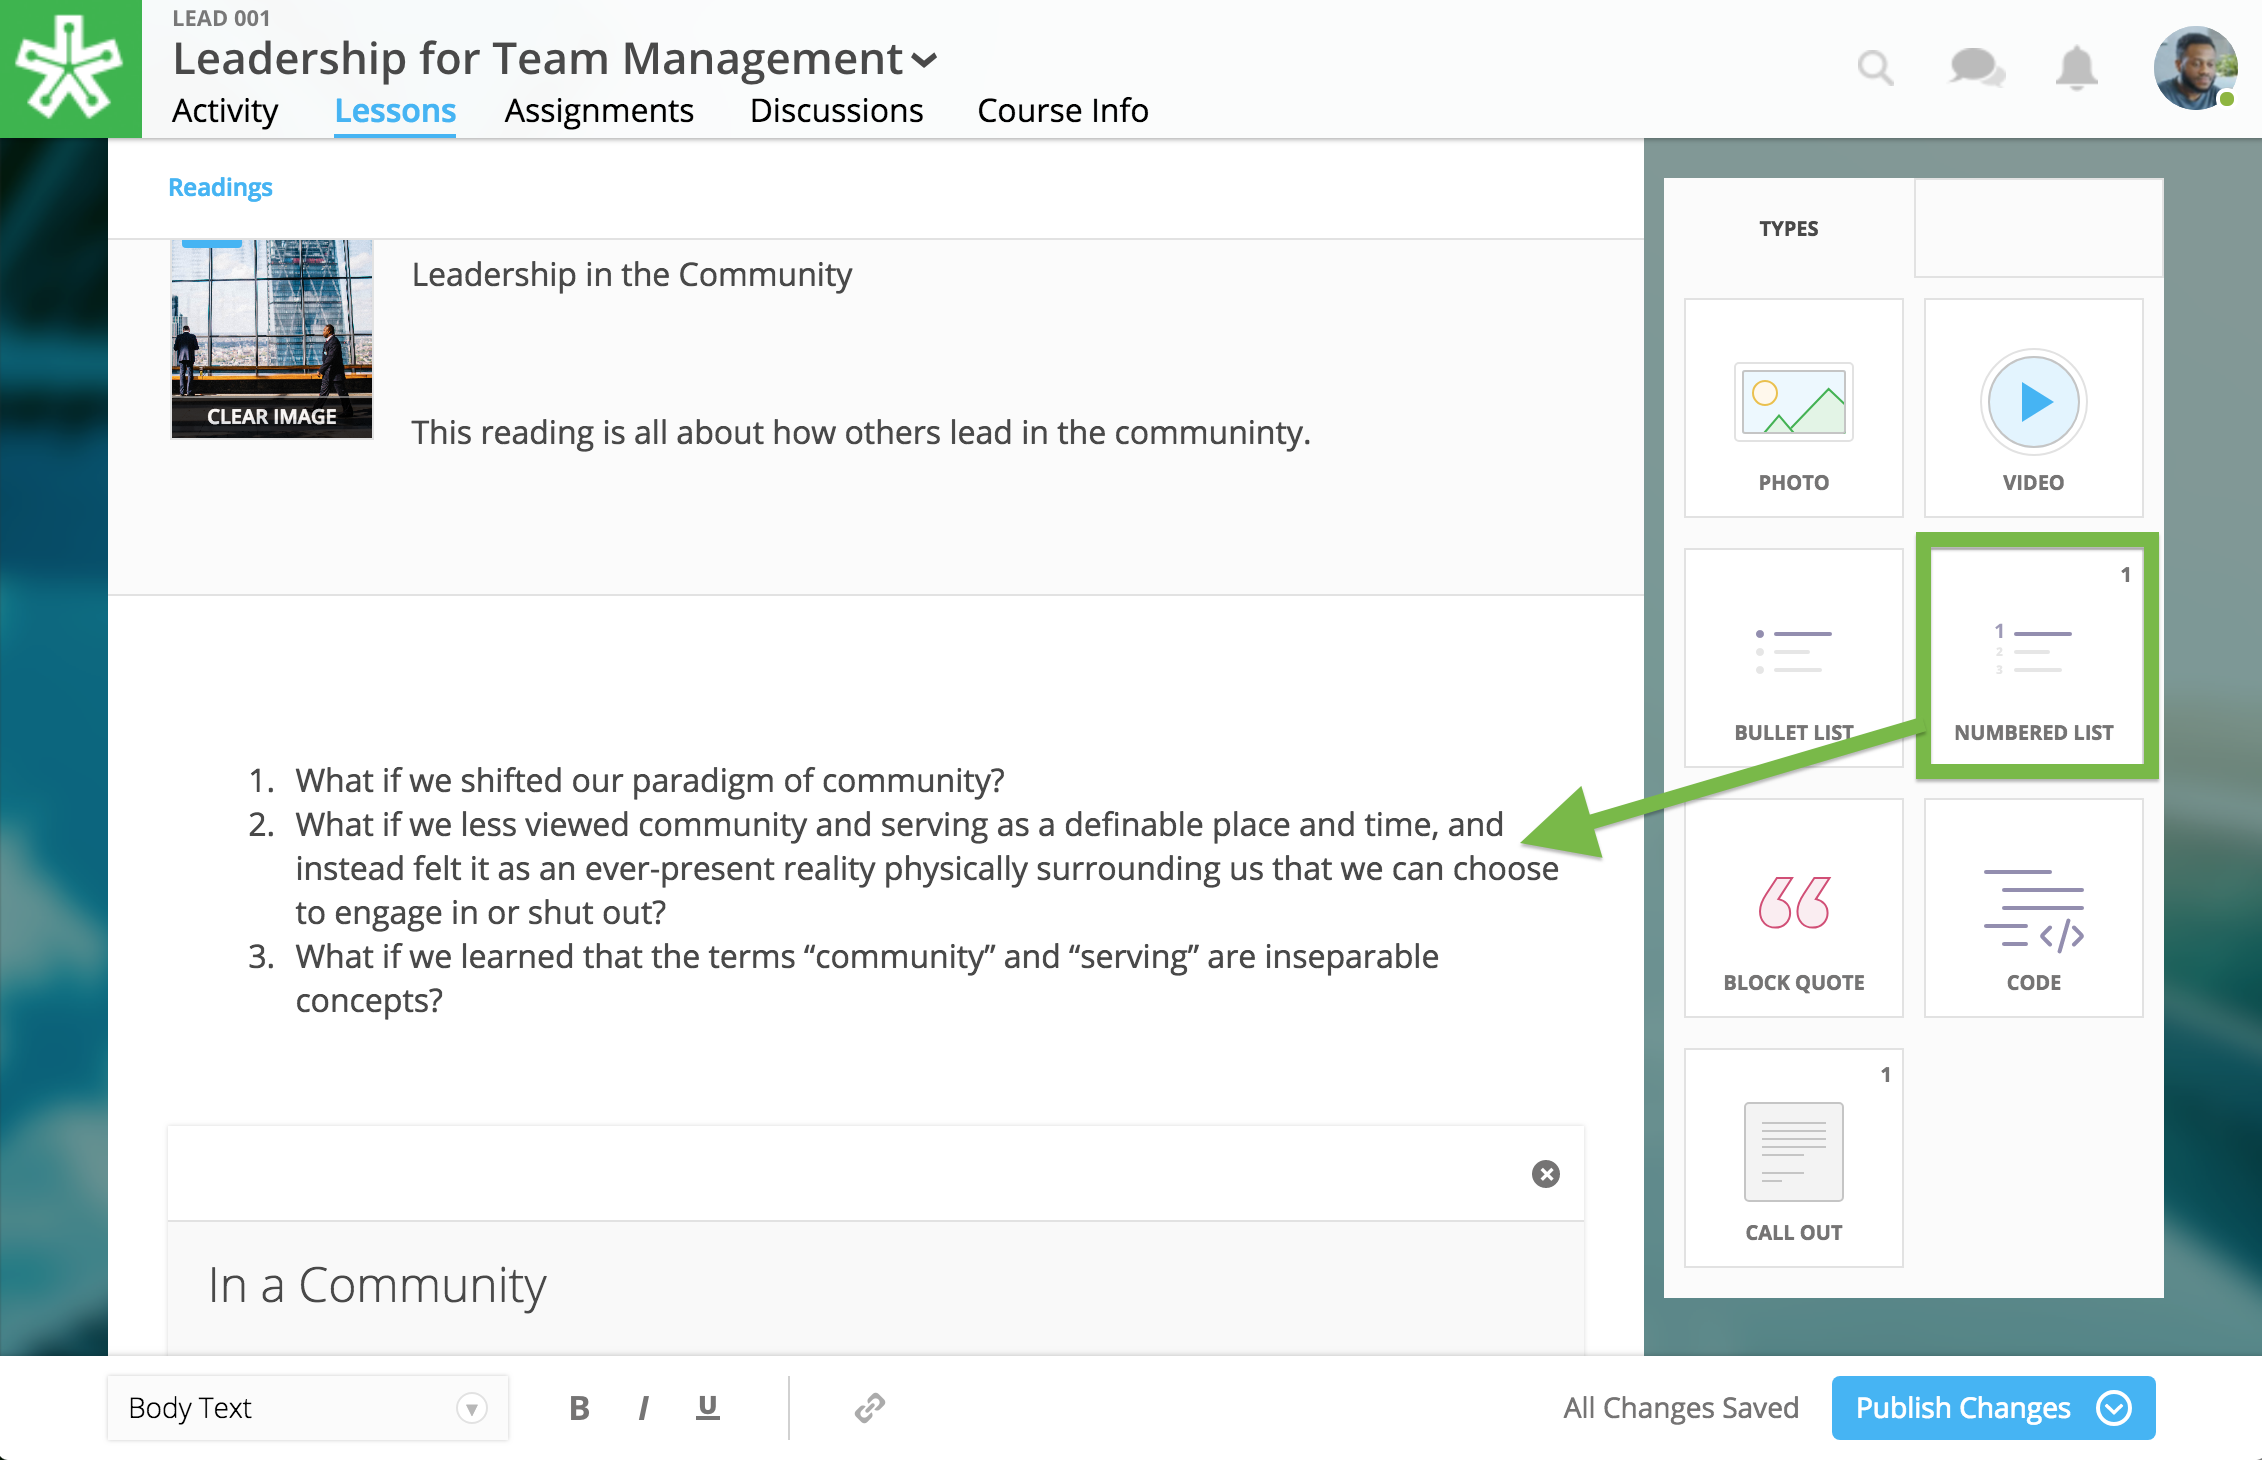 LEAD 001
Leadership for Team Management
Activity Lessons Assignments Discussions Course Info
Readings
CLEAR IMAGE
Leadership in the Community
This reading is all about how others lead in the communinty.
1. What if we shifted our paradigm of community?
2. What if we less viewed community and serving as a definable place and time, and
instead felt it as an ever-present reality physically surrounding us that we can choose
to engage in or shut out?
3. What if we learned that the terms “community” and “serving” are inseparable
concepts?
In a Community
TYPES
PHOTO
VIDEO
BULLET LIST
1
1
2
3
NUMBERED LIST
BLOCK QUOTE
</>
CODE
1
CALL OUT
Body Text
B I U
All Changes Saved
Publish Changes